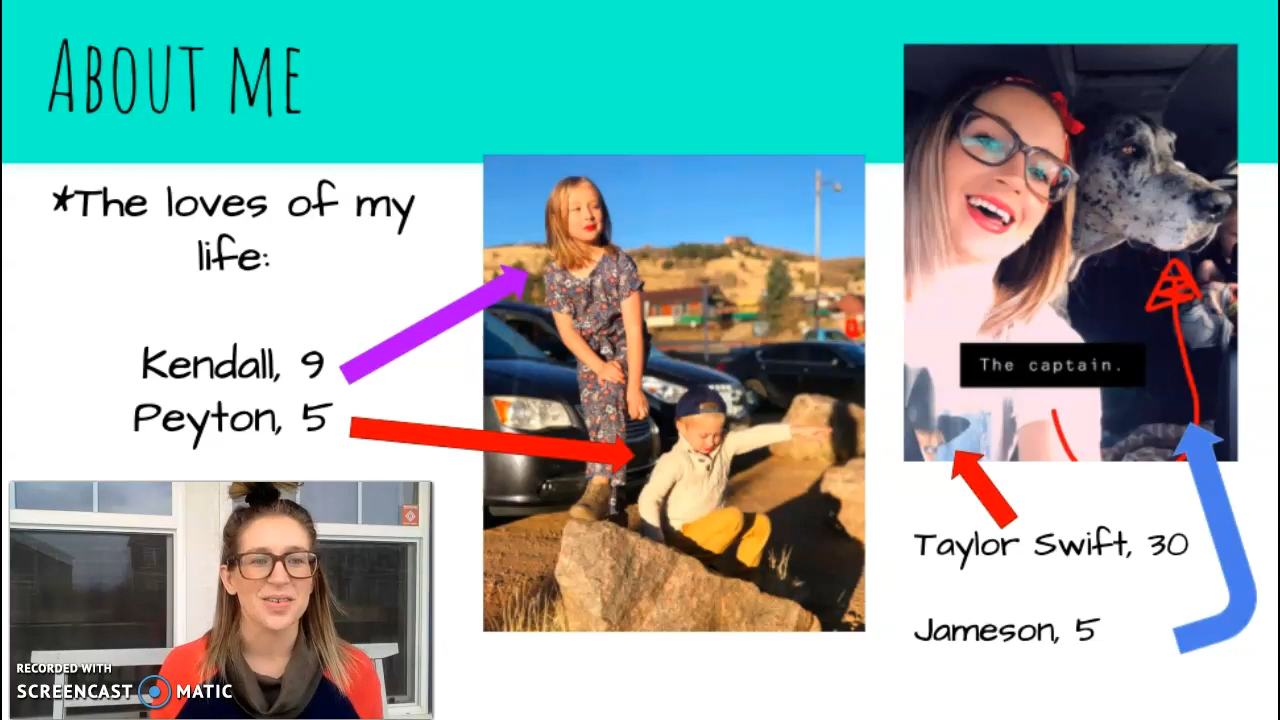 About me
*The loves of my
life:
Kendall, 9
Peyton, 5
The captain.
Taylor Swift, 30
Jameson, 5
RECORDED WITH
SCREENCAST MATIC